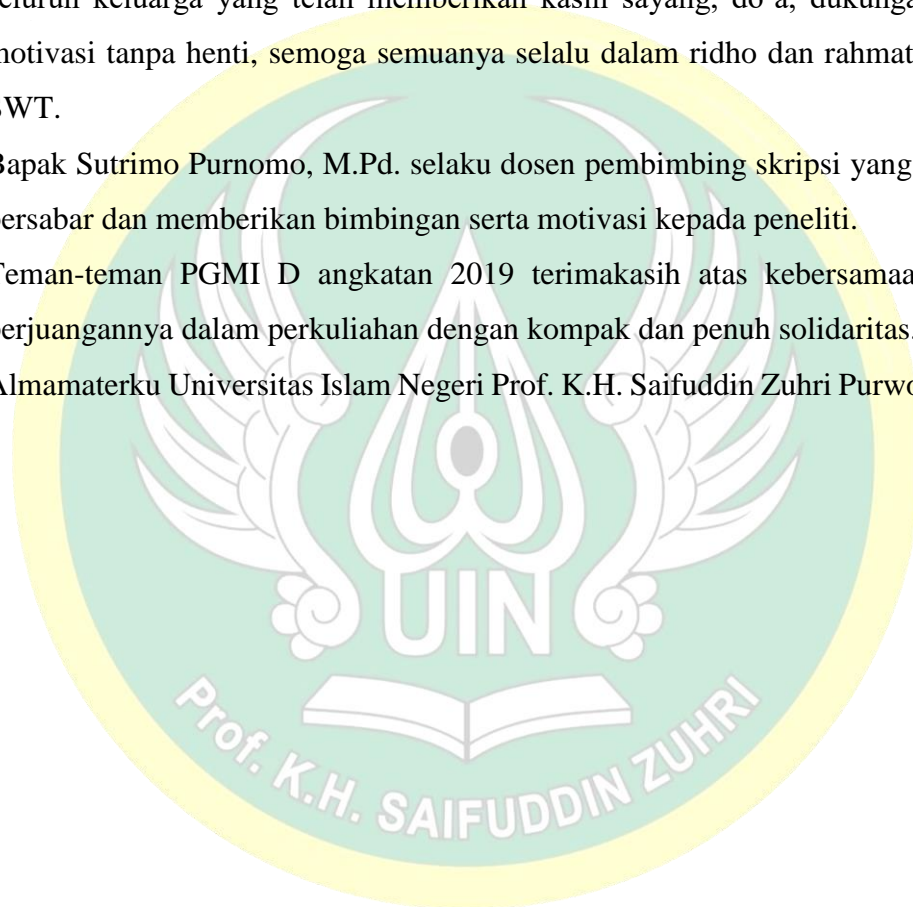 seluruh keluarga yang telah memberikan kasih sayang, do'a, dukunga
motivasi tanpa henti, semoga semuanya selalu dalam ridho dan rahmat
SWT.
Bapak Sutrimo Purnomo, M.Pd. selaku dosen pembimbing skripsi yang
bersabar dan memberikan bimbingan serta motivasi kepada peneliti.
Teman-teman PGMI D angkatan 2019 terimakasih atas kebersamaa
perjuangannya dalam perkuliahan dengan kompak dan penuh solidaritas.
Almamaterku Universitas Islam Negeri Prof. K.H. Saifuddin Zuhri Purwo
UIN
Prof. K.H. SAIFUDDIN ZUHRI